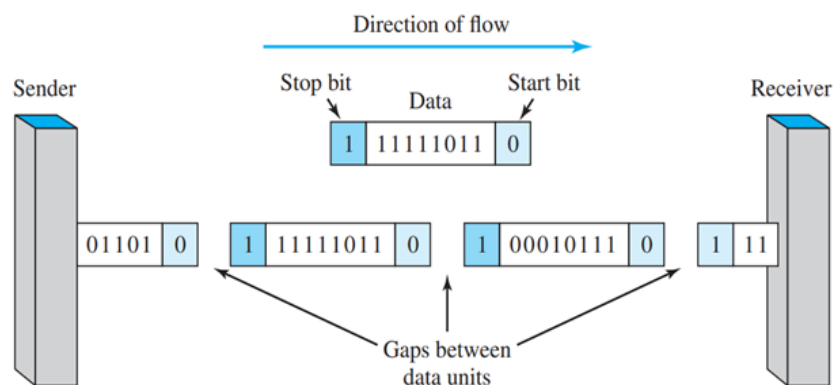 Direction of flow
Sender
Stop bit
Data
Start bit
Receiver
1 11111011 0
01101 0
1 11111011 0
1 00010111 0
1 11
Gaps between
data units